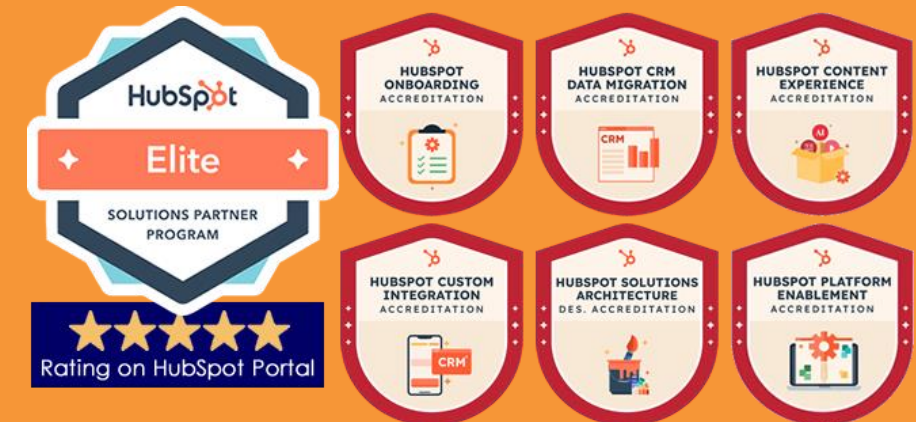 HubSpot
Elite
SOLUTIONS PARTNER
PROGRAM
Rating on HubSpot Portal
HUBSPOT
ONBOARDING
ACCREDITATION
HUBSPOT CRM
DATA MIGRATION
ACCREDITATION
CRM
HUBSPOT CONTENT
EXPERIENCE
ACCREDITATION
AI
HUBSPOT CUSTOM
INTEGRATION
ACCREDITATION
CRM
HUBSPOT SOLUTIONS
ARCHITECTURE
DES. ACCREDITATION
HUBSPOT PLATFORM
ENABLEMENT
ACCREDITATION